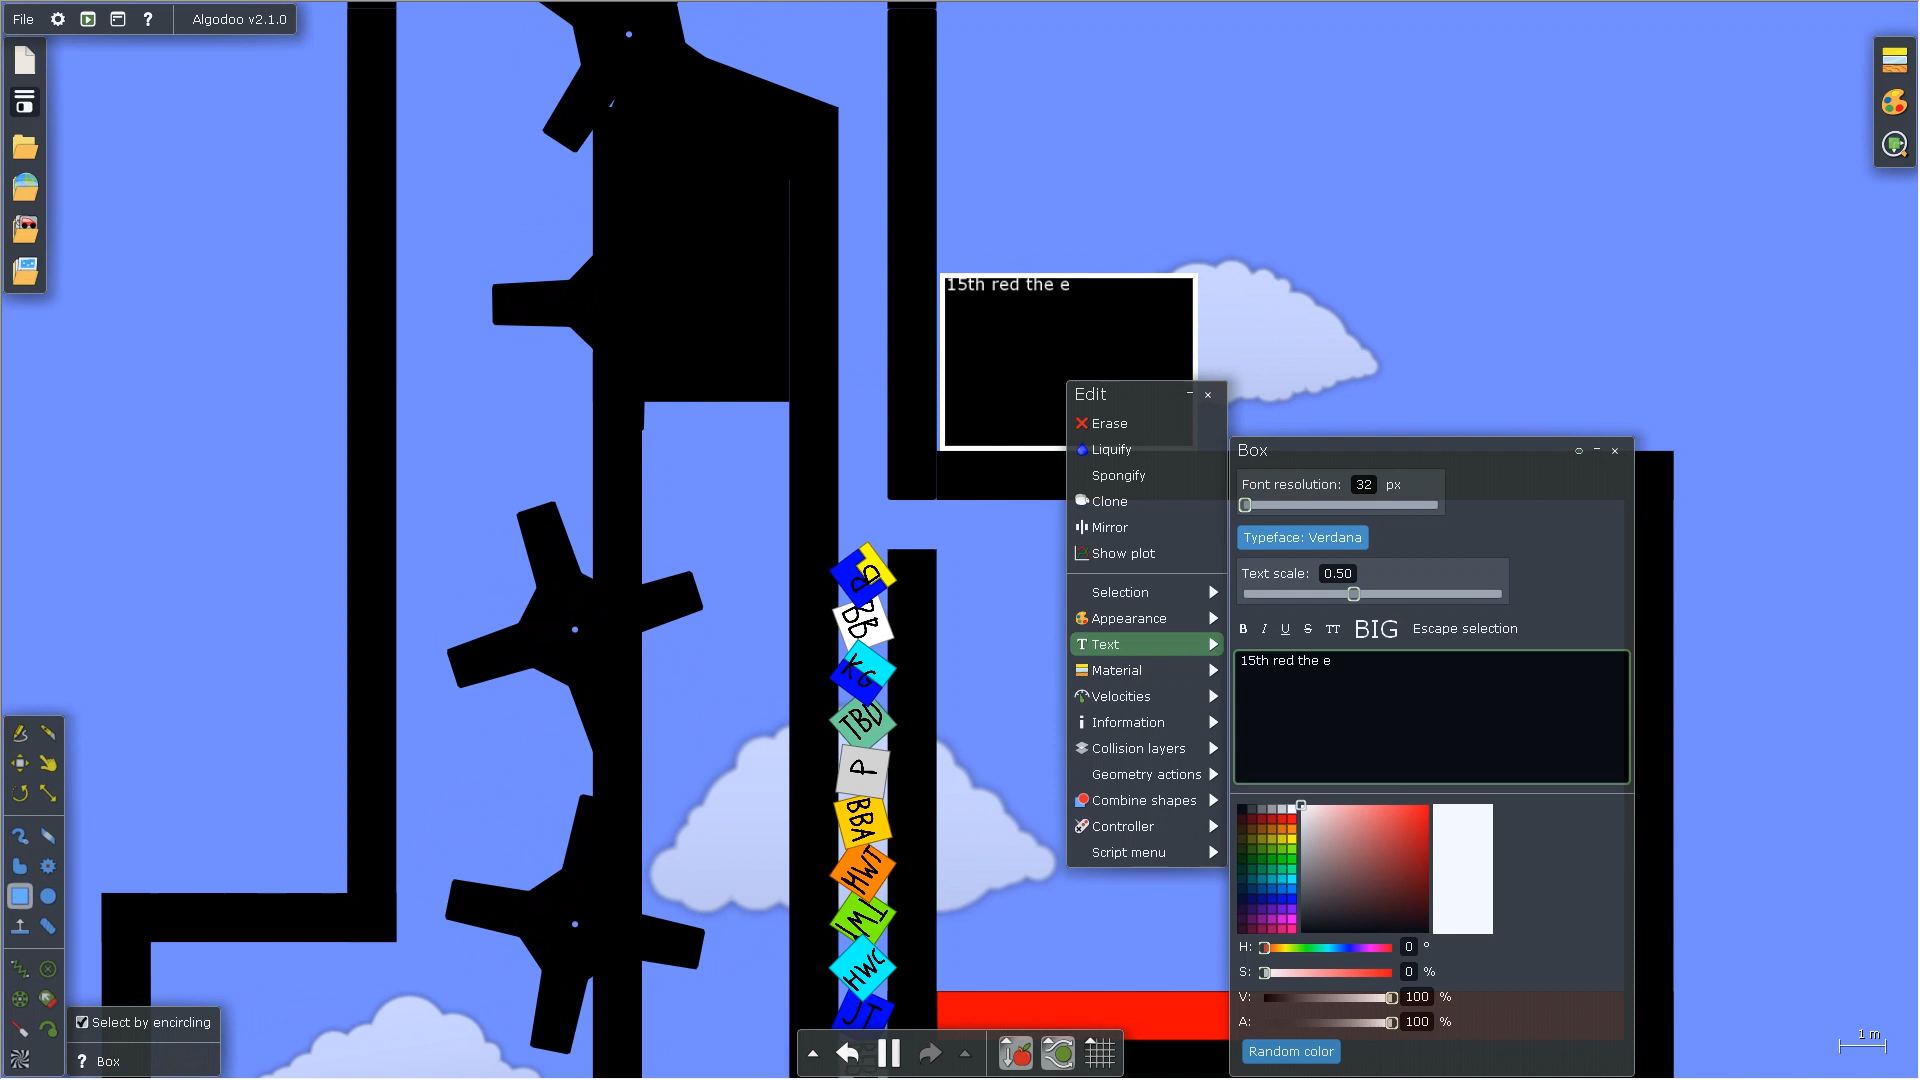 File
Algodoo v2.1.0
15th red the e
Edit
Erase
Liquify
Spongify
Clone
Mirror
Show plot
Selection
Appearance
Text
Material
Velocities
Information
Collision layers
Geometry actions
Combine shapes
Controller
Script menu
Box
Font resolution: 32 px
Typeface: Verdana
Text scale: 0.50
B I U S TT BIG Escape selection
15th red the e
H: 0 °
S: 0 %
V: 100 %
A: 100 %
Random color
BB
KG
TBD
P
BBA
HWT
HWC
JT
Select by encircling
? Box
1 m